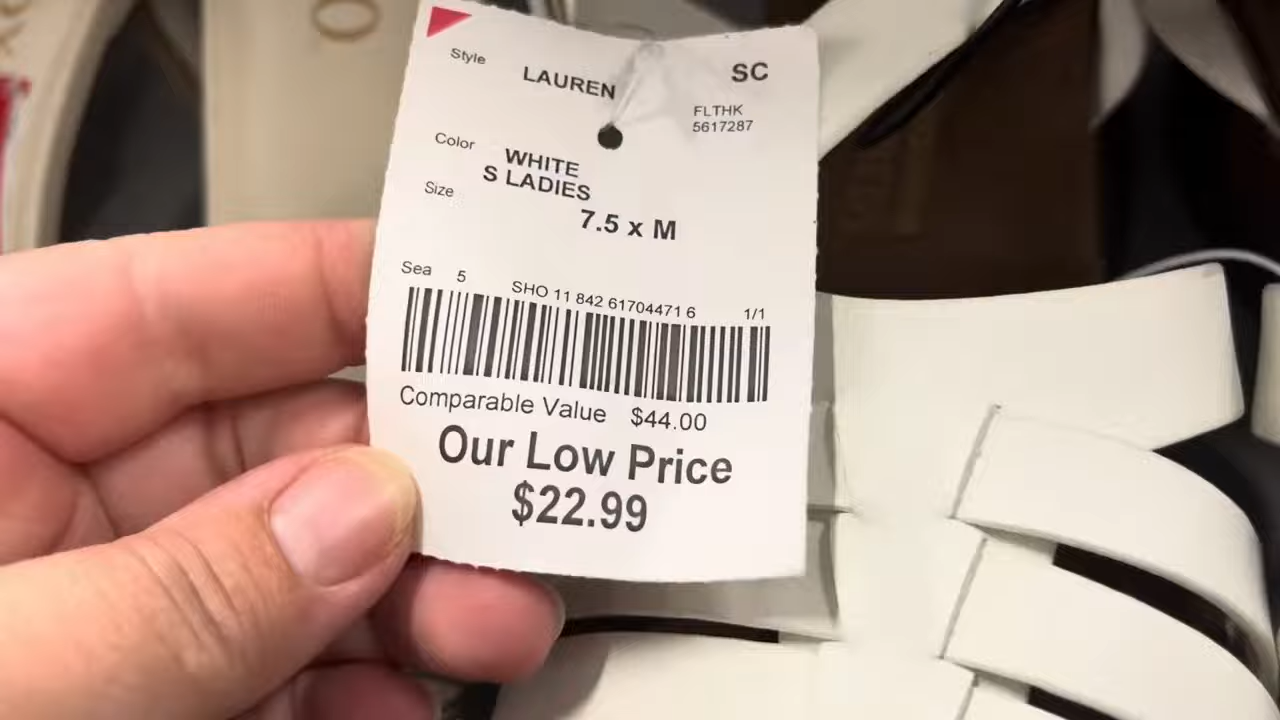 Style LAUREN SC
FLTHK
5617287
Color WHITE
S LADIES
Size 7.5 x M
Sea 5 SHO 11 842 61704471 6 1/1
Comparable Value $44.00
Our Low Price
$22.99